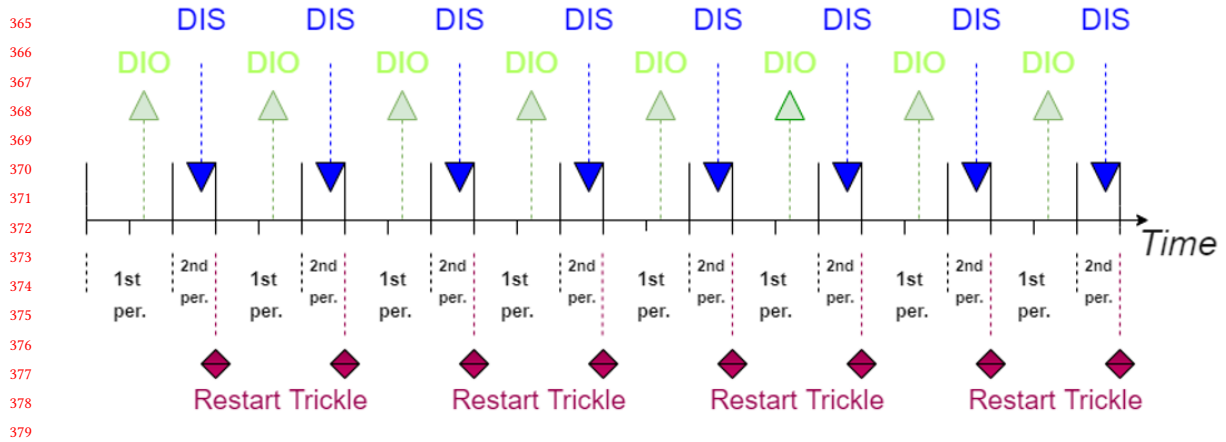 365
DIS DIS DIS DIS DIS DIS DIS DIS
366
DIO DIO DIO DIO DIO DIO DIO DIO
367
368
369
370
371
372
Time
373
2nd 2nd 2nd 2nd 2nd 2nd 2nd 2nd
374
1st 1st 1st 1st 1st 1st 1st 1st
per. per. per. per. per. per. per. per.
375
per. per. per. per. per. per. per. per.
376
377
378
Restart Trickle Restart Trickle Restart Trickle Restart Trickle
379